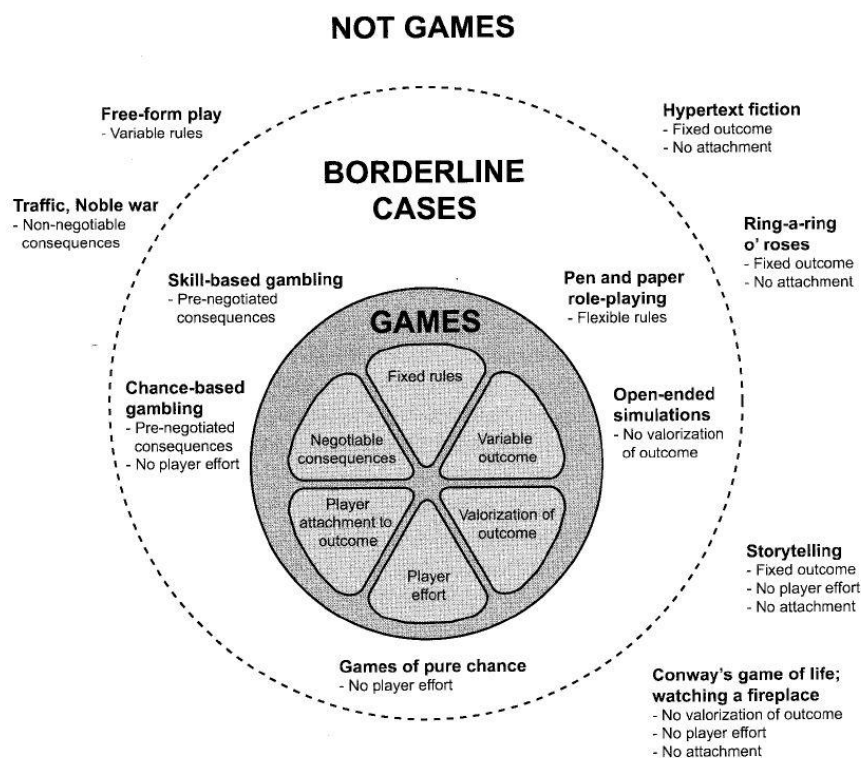 NOT GAMES
Free-form play
- Variable rules
Hypertext fiction
- Fixed outcome
- No attachment
BORDERLINE
CASES
Traffic, Noble war
- Non-negotiable
consequences
Ring-a-ring
o' roses
- Fixed outcome
- No attachment
Skill-based gambling
- Pre-negotiated
consequences
Pen and paper
role-playing
- Flexible rules
GAMES
Fixed rules
Chance-based
gambling
- Pre-negotiated
consequences
- No player effort
Open-ended
simulations
- No valorization
of outcome
Negotiable
consequences
Variable
outcome
Player
attachment to
outcome
Valorization of
outcome
Player
effort
Storytelling
- Fixed outcome
- No player effort
- No attachment
Games of pure chance
- No player effort
Conway's game of life;
watching a fireplace
- No valorization of outcome
- No player effort
- No attachment